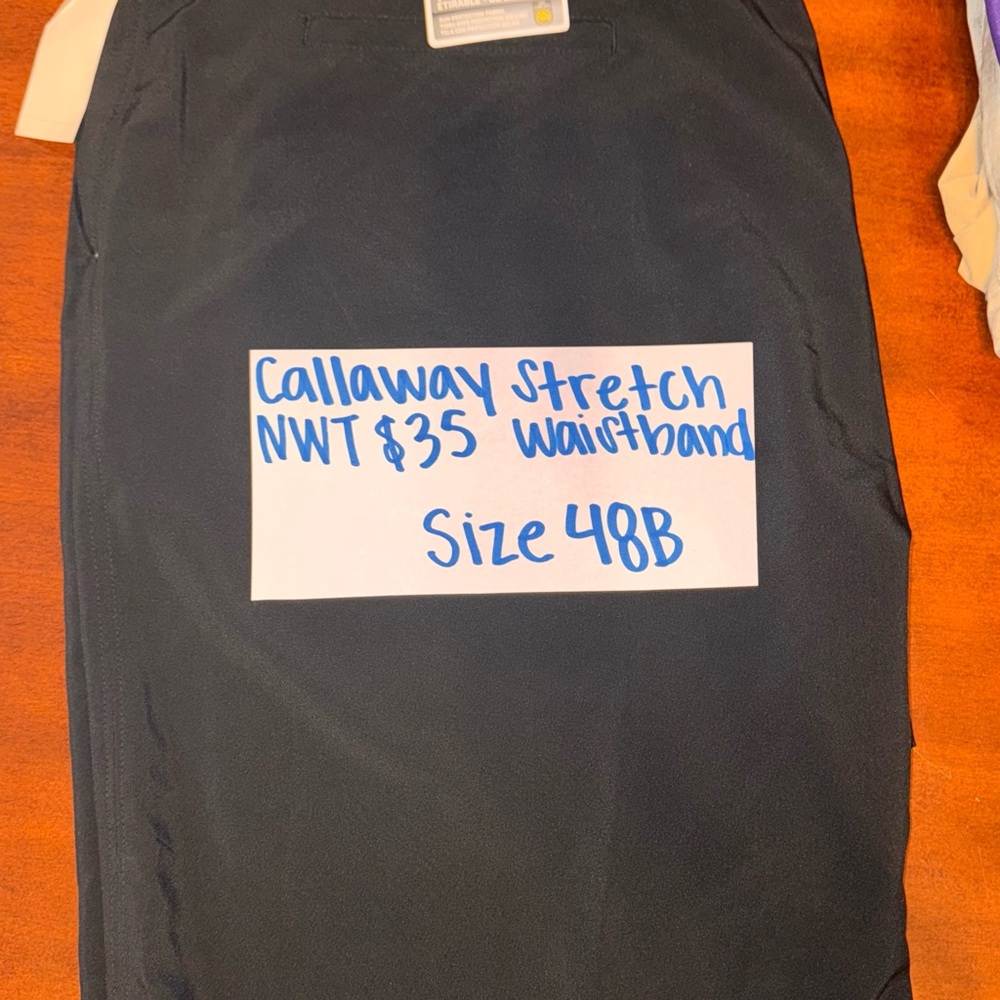 Callaway Stretch
NWT $35 Waistband
Size 48B